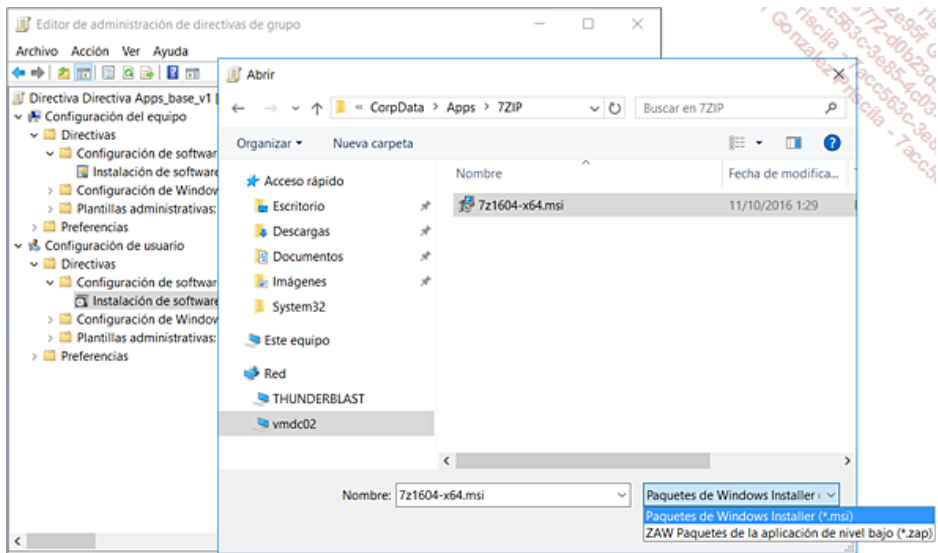 Editor de administración de directivas de grupo
Archivo Acción Ver Ayuda
Directiva Directiva Apps_base_v1 [
Configuración del equipo
Directivas
Configuración de softwar
Instalación de software
Configuración de Window
Plantillas administrativas:
Preferencias
Configuración de usuario
Directivas
Configuración de softwar
Instalación de software
Configuración de Window
Plantillas administrativas:
Preferencias
Abrir
« CorpData > Apps > 7ZIP
Buscar en 7ZIP
Organizar
Nueva carpeta
Acceso rápido
Escritorio
Descargas
Documentos
Imágenes
System32
Este equipo
Red
THUNDERBLAST
vmdc02
Nombre
Fecha de modifica...
7z1604-x64.msi
11/10/2016 1:29
Nombre: 7z1604-x64.msi
Paquetes de Windows Installer (
Paquetes de Windows Installer (*.msi)
ZAW Paquetes de la aplicación de nivel bajo (*.zap)